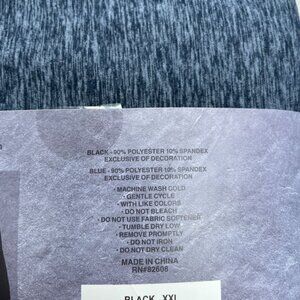 BLACK - 90% POLYESTER 10% SPANDEX
EXCLUSIVE OF DECORATION
BLUE - 90% POLYESTER 10% SPANDEX
EXCLUSIVE OF DECORATION
• MACHINE WASH COLD
• GENTLE CYCLE
• WITH LIKE COLORS
• DO NOT BLEACH
• DO NOT USE FABRIC SOFTENER
• TUMBLE DRY LOW
• REMOVE PROMPTLY
• DO NOT IRON
• DO NOT DRY CLEAN
MADE IN CHINA
RN#82608
BLACK XXL